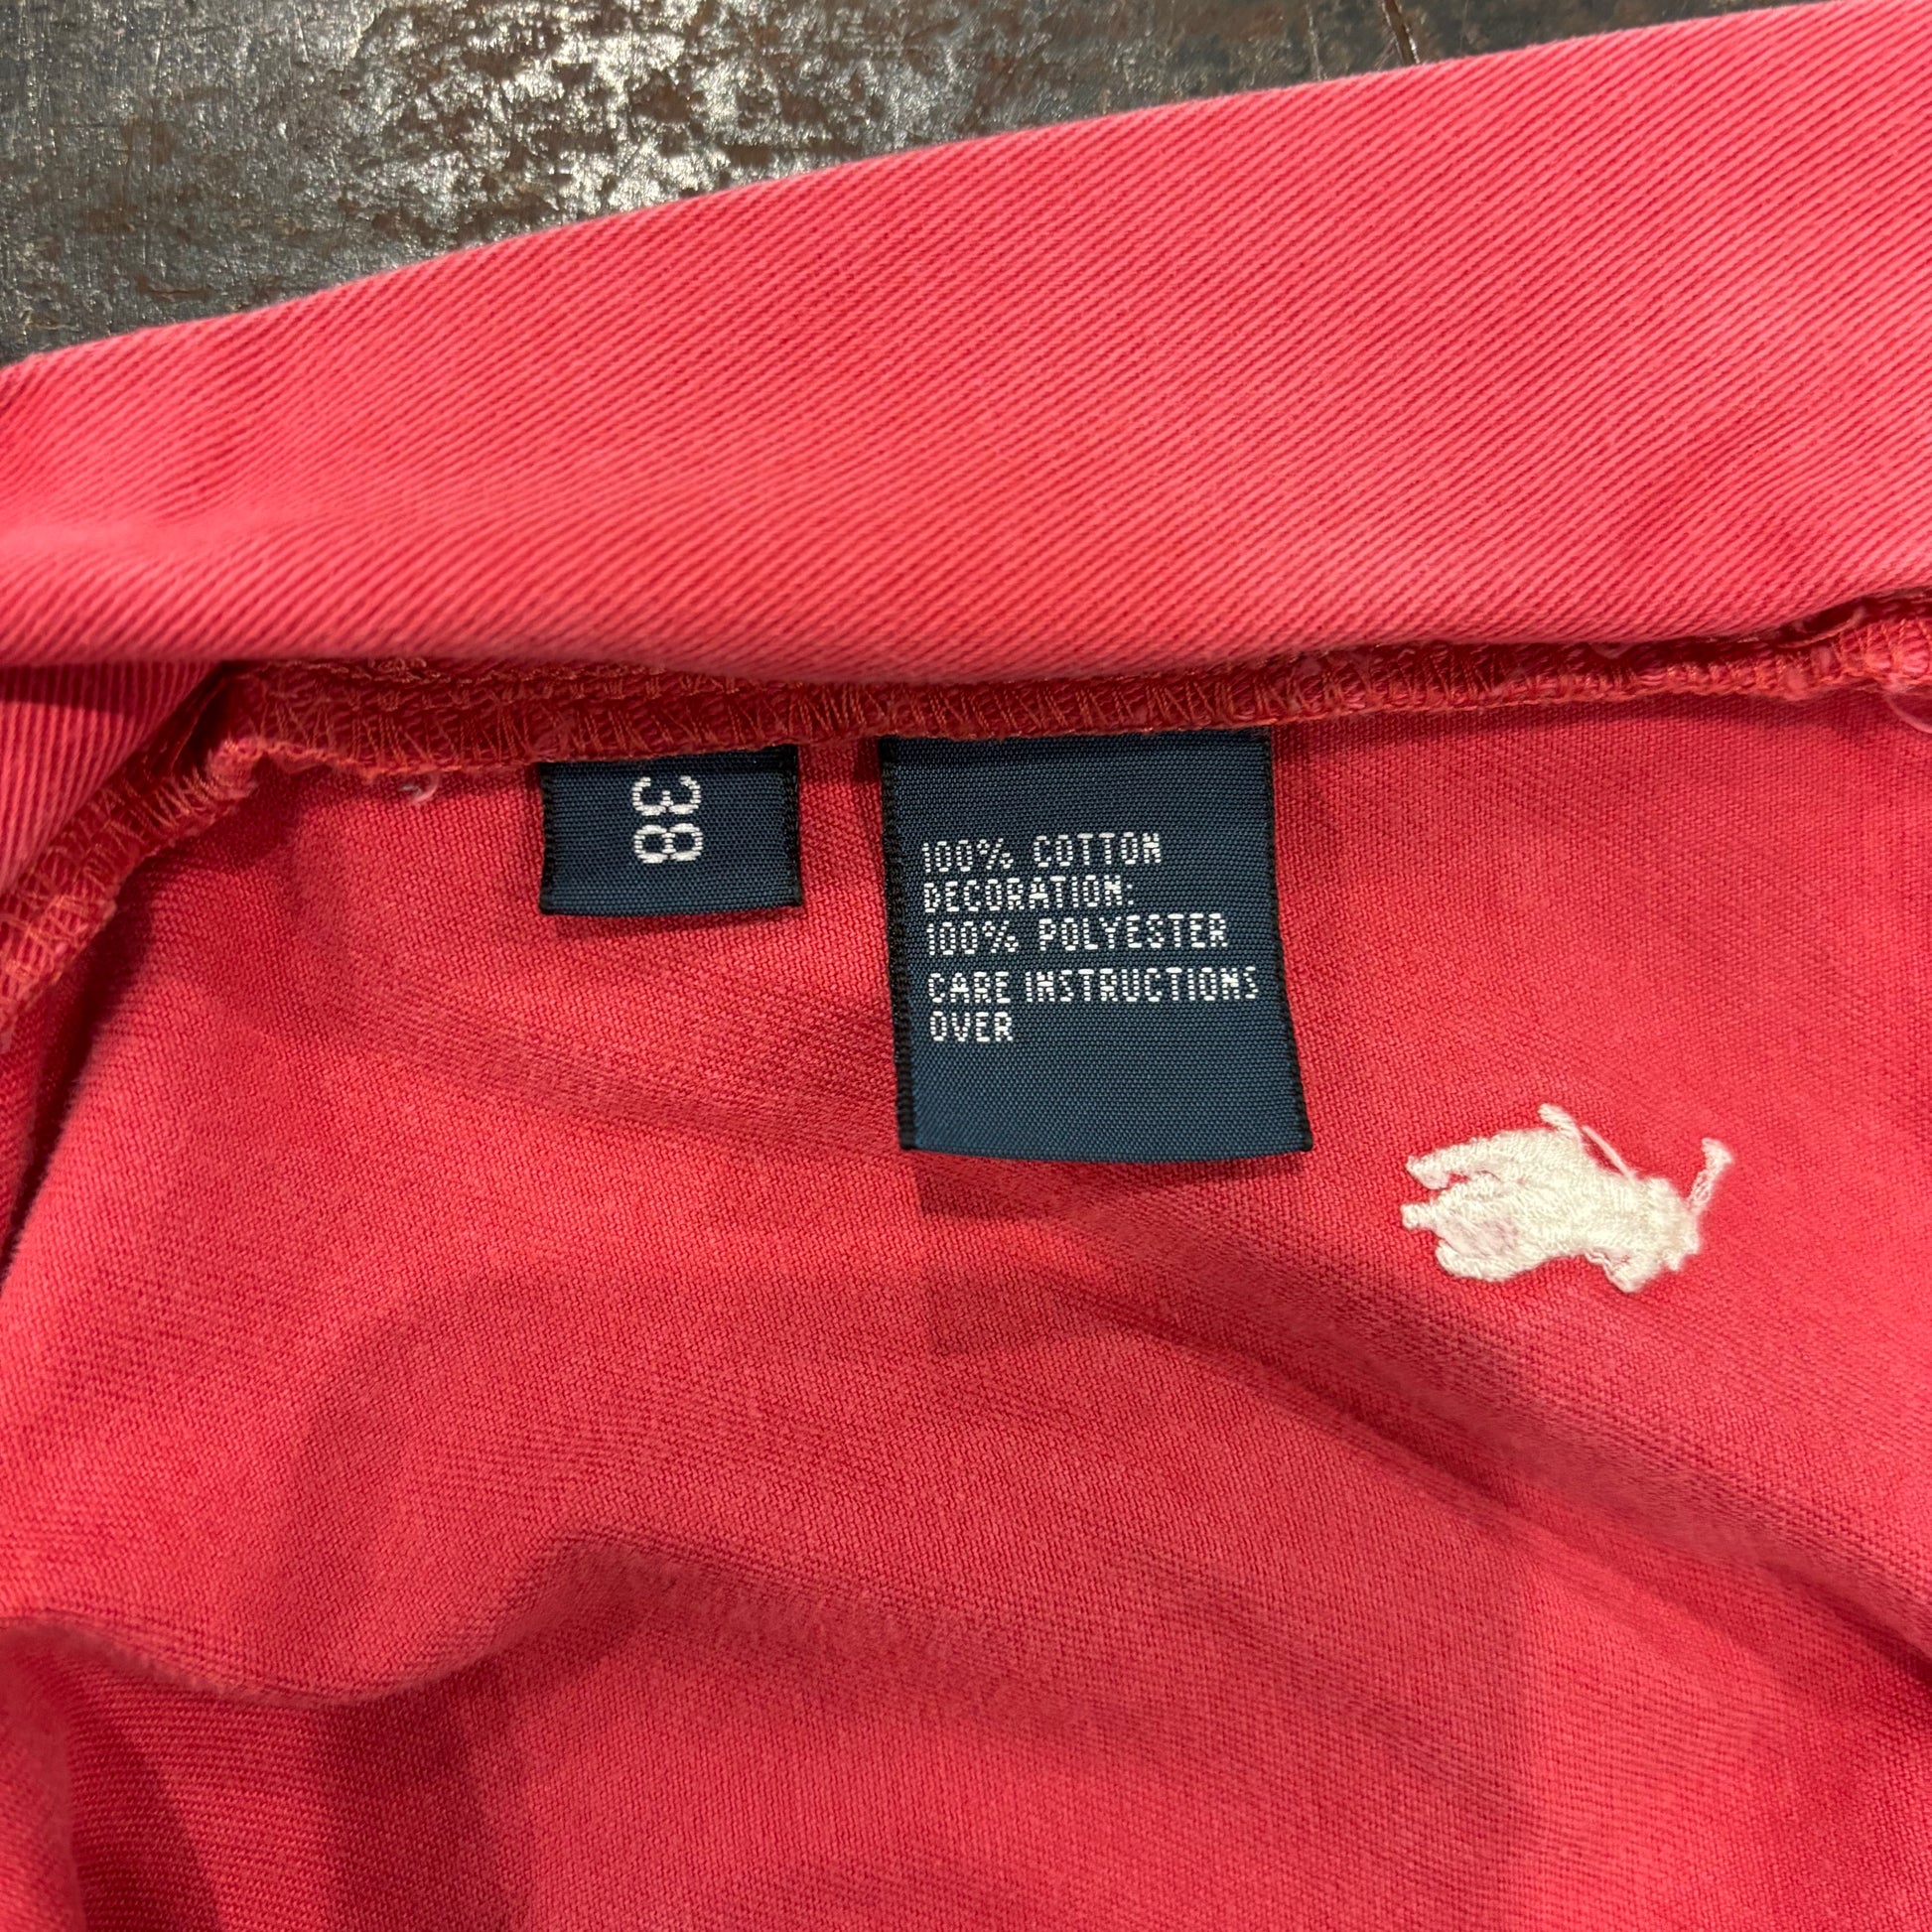 38
100% COTTON
DECORATION:
100% POLYESTER
CARE INSTRUCTIONS
OVER